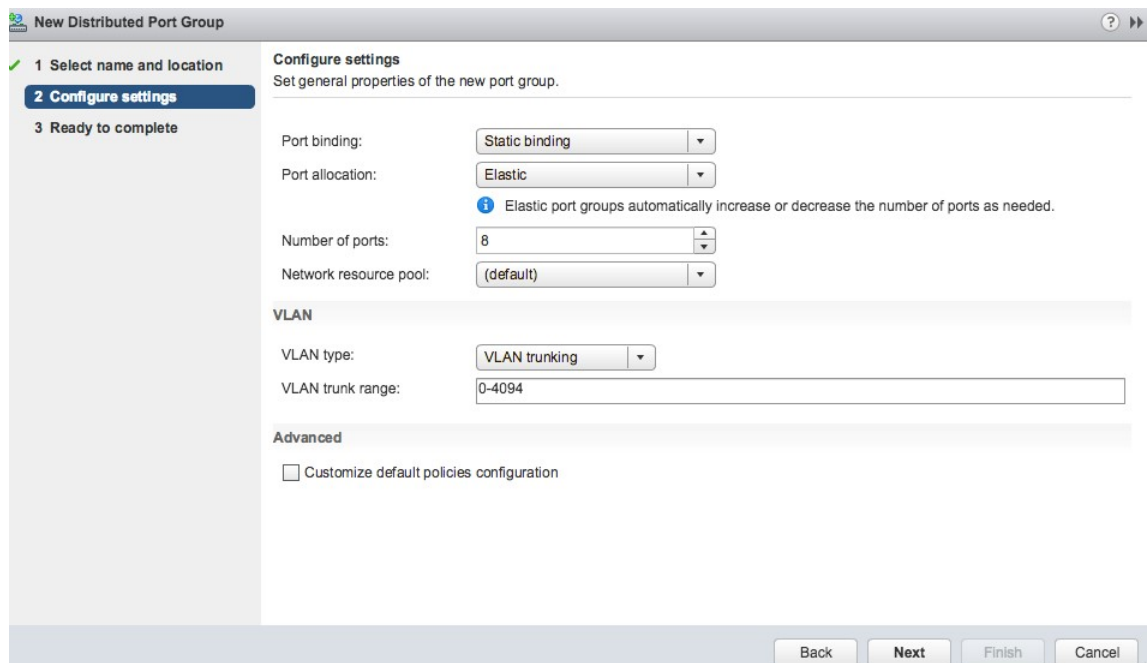 New Distributed Port Group
?
1 Select name and location
2 Configure settings
3 Ready to complete
Configure settings
Set general properties of the new port group.
Port binding: Static binding
Port allocation: Elastic
Elastic port groups automatically increase or decrease the number of ports as needed.
Number of ports: 8
Network resource pool: (default)
VLAN
VLAN type: VLAN trunking
VLAN trunk range: 0-4094
Advanced
Customize default policies configuration
Back Next Finish Cancel